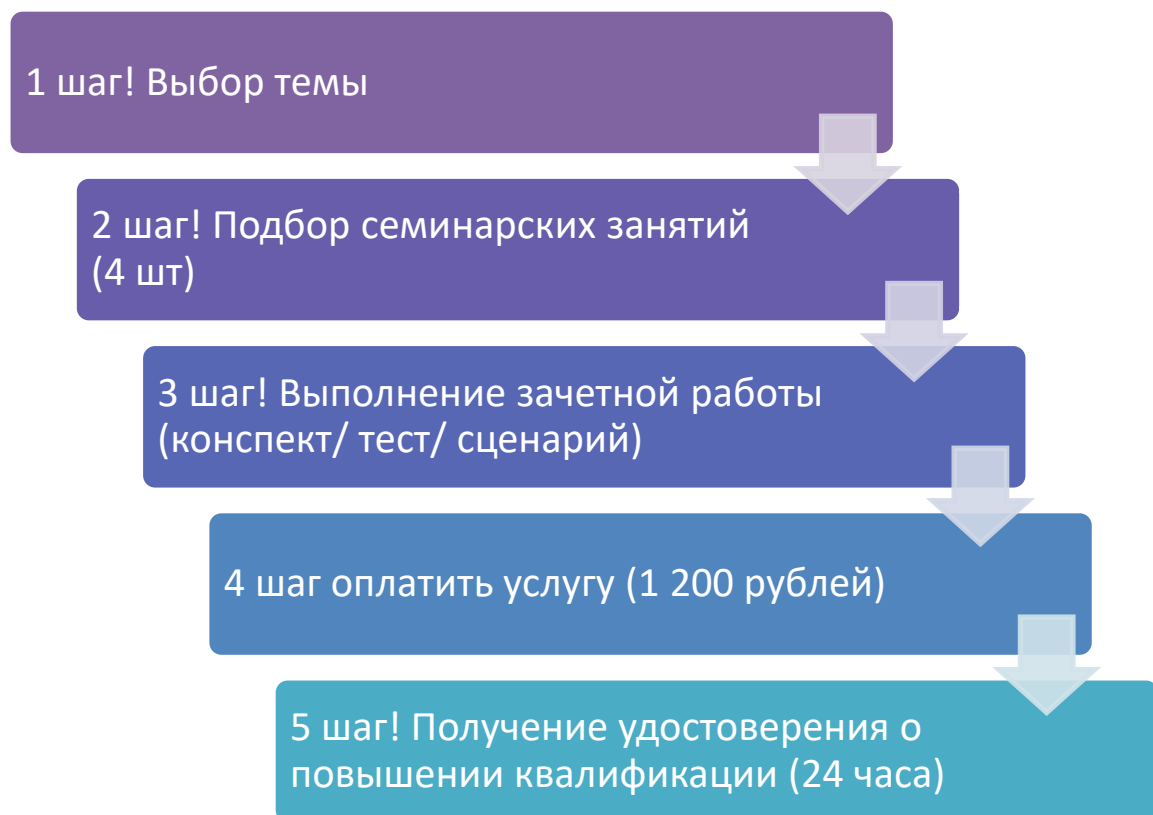 1 шаг! Выбор темы
2 шаг! Подбор семинарских занятий
(4 шт)
3 шаг! Выполнение зачетной работы
(конспект/ тест/ сценарий)
4 шаг оплатить услугу (1 200 рублей)
5 шаг! Получение удостоверения о
повышении квалификации (24 часа)